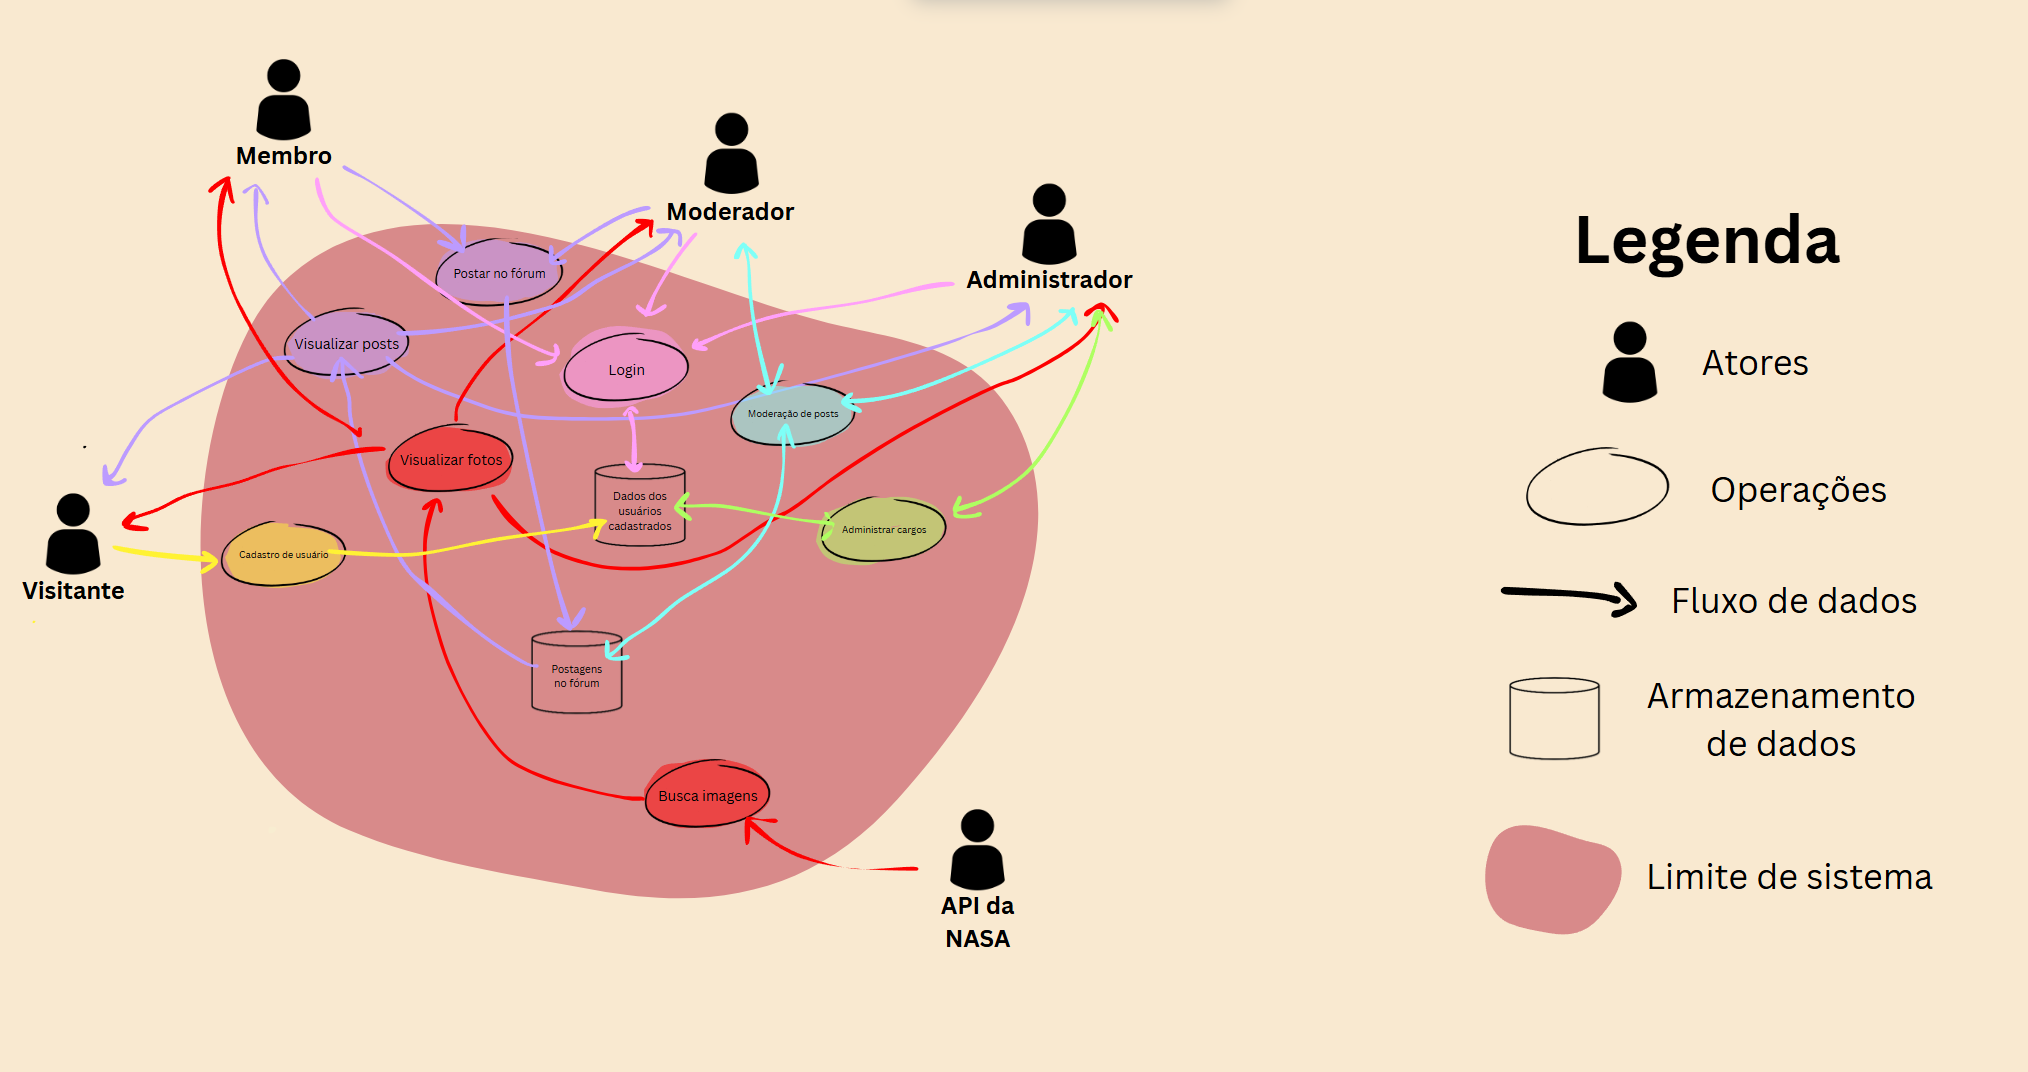 Membro
Moderador
Administrador
Postar no fórum
Visualizar posts
Login
Moderação de posts
Visualizar fotos
Dados dos
usuários
cadastrados
Administrar cargos
Cadastro de usuário
Visitante
Postagens
no fórum
Busca imagens
API da
NASA
Legenda
Atores
Operações
Fluxo de dados
Armazenamento
de dados
Limite de sistema